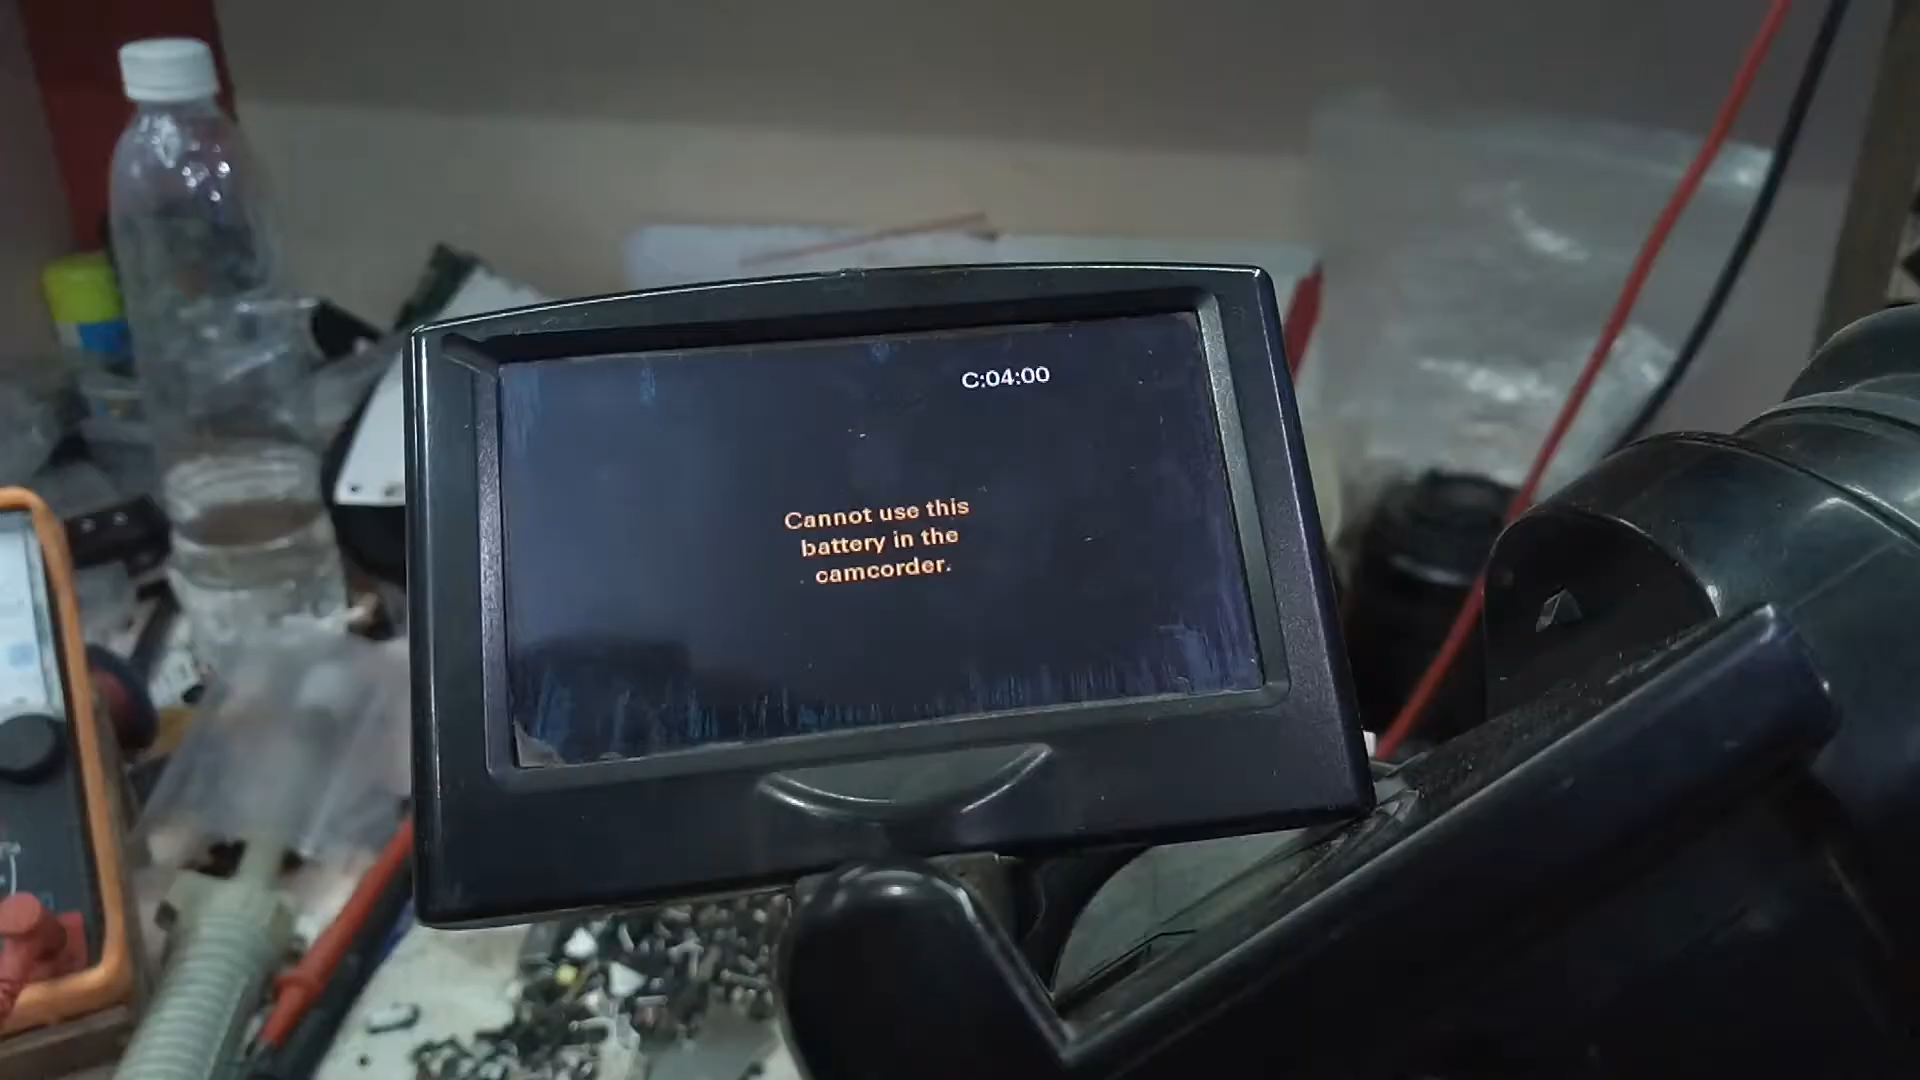 C:04:00
Cannot use this
battery in the
camcorder.